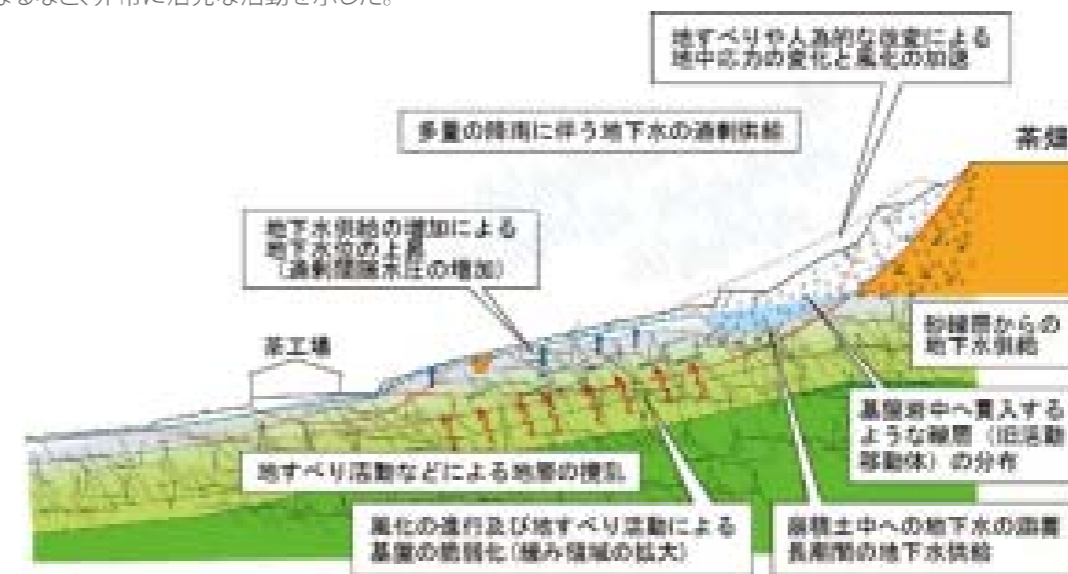 なるなど、非常に活発な活動を示した。
地すべりや人為的な改変による
地中応力の変化と風化の加速
多量の降雨に伴う地下水の過剰供給
茶畑
地下水供給の増加による
地下水位の上昇
（過剰間隙水圧の増加）
茶工場
砂礫層からの
地下水供給
基盤岩中へ貫入する
ような礫層（旧活動
移動体）の分布
地すべり活動などによる地層の擾乱
風化の進行及び地すべり活動による
基盤の脆弱化（緩み領域の拡大）
崩積土中への地下水の涵養
長期間の地下水供給